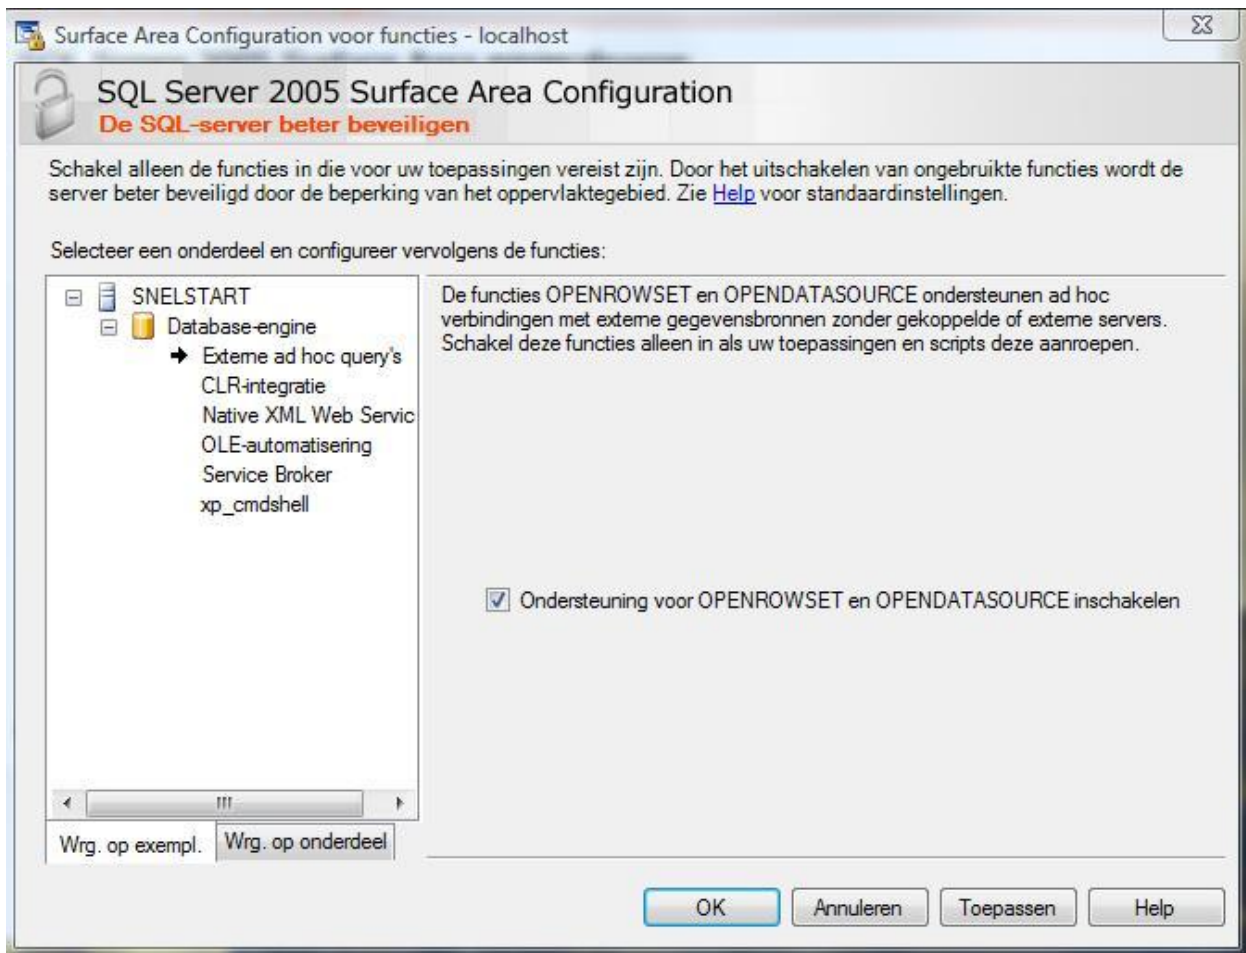 Surface Area Configuration voor functies - localhost
SQL Server 2005 Surface Area Configuration
De SQL-server beter beveiligen
Schakel alleen de functies in die voor uw toepassingen vereist zijn. Door het uitschakelen van ongebruikte functies wordt de
server beter beveiligd door de beperking van het oppervlaktegebied. Zie Help voor standaardinstellingen.
Selecteer een onderdeel en configureer vervolgens de functies:
SNELSTART
Database-engine
Externe ad hoc query's
CLR-integratie
Native XML Web Servic
OLE-automatisering
Service Broker
xp_cmdshell
De functies OPENROWSET en OPENDATASOURCE ondersteunen ad hoc
verbindingen met externe gegevensbronnen zonder gekoppelde of externe servers.
Schakel deze functies alleen in als uw toepassingen en scripts deze aanroepen.
Ondersteuning voor OPENROWSET en OPENDATASOURCE inschakelen
Wrg. op exempl.
Wrg. op onderdeel
OK
Annuleren
Toepassen
Help